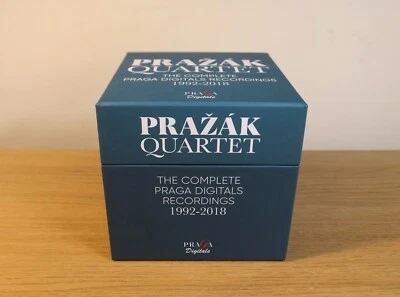 PRAŽÁK
QUARTET
THE COMPLETE
PRAGA DIGITALS RECORDINGS
1992-2018
PRAGA
Digitals
PRAŽÁK
QUARTET
THE COMPLETE
PRAGA DIGITALS
RECORDINGS
1992-2018
PRAGA
Digitals